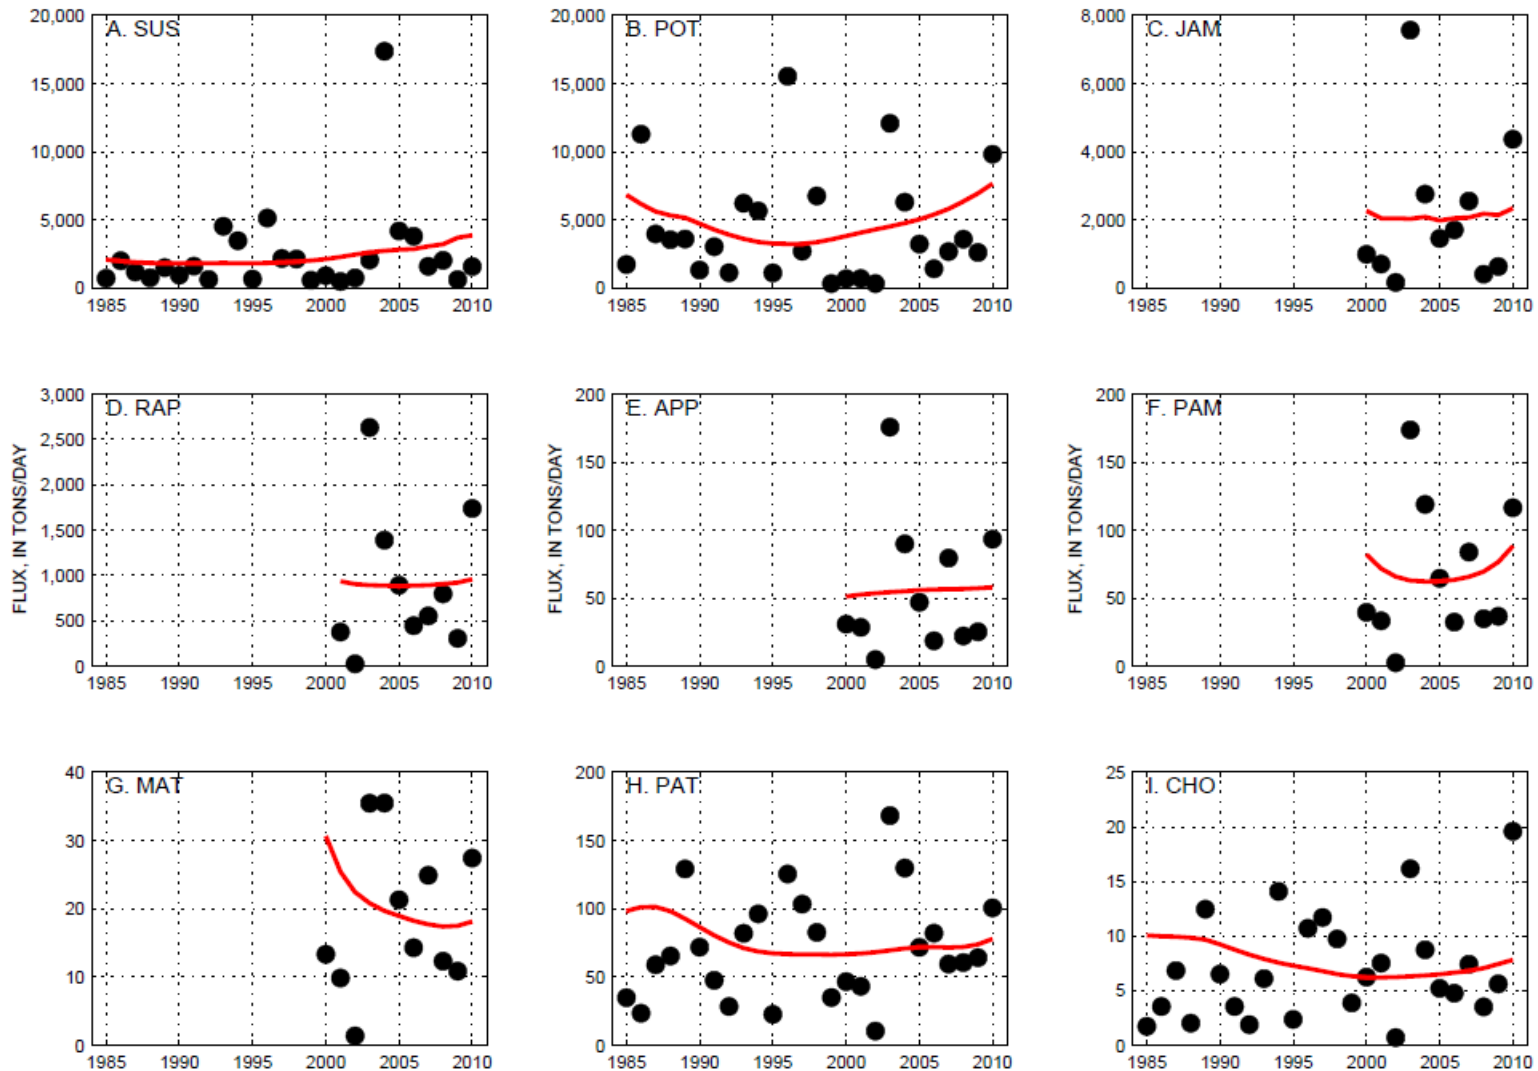 A. SUS
20,000
15,000
10,000
5,000
0
1985 1990 1995 2000 2005 2010
B. POT
20,000
15,000
10,000
5,000
0
1985 1990 1995 2000 2005 2010
C. JAM
8,000
6,000
4,000
2,000
0
1985 1990 1995 2000 2005 2010
D. RAP
FLUX, IN TONS/DAY
3,000
2,500
2,000
1,500
1,000
500
0
1985 1990 1995 2000 2005 2010
E. APP
FLUX, IN TONS/DAY
200
150
100
50
0
1985 1990 1995 2000 2005 2010
F. PAM
FLUX, IN TONS/DAY
200
150
100
50
0
1985 1990 1995 2000 2005 2010
G. MAT
40
30
20
10
0
1985 1990 1995 2000 2005 2010
H. PAT
200
150
100
50
0
1985 1990 1995 2000 2005 2010
I. CHO
25
20
15
10
5
0
1985 1990 1995 2000 2005 2010